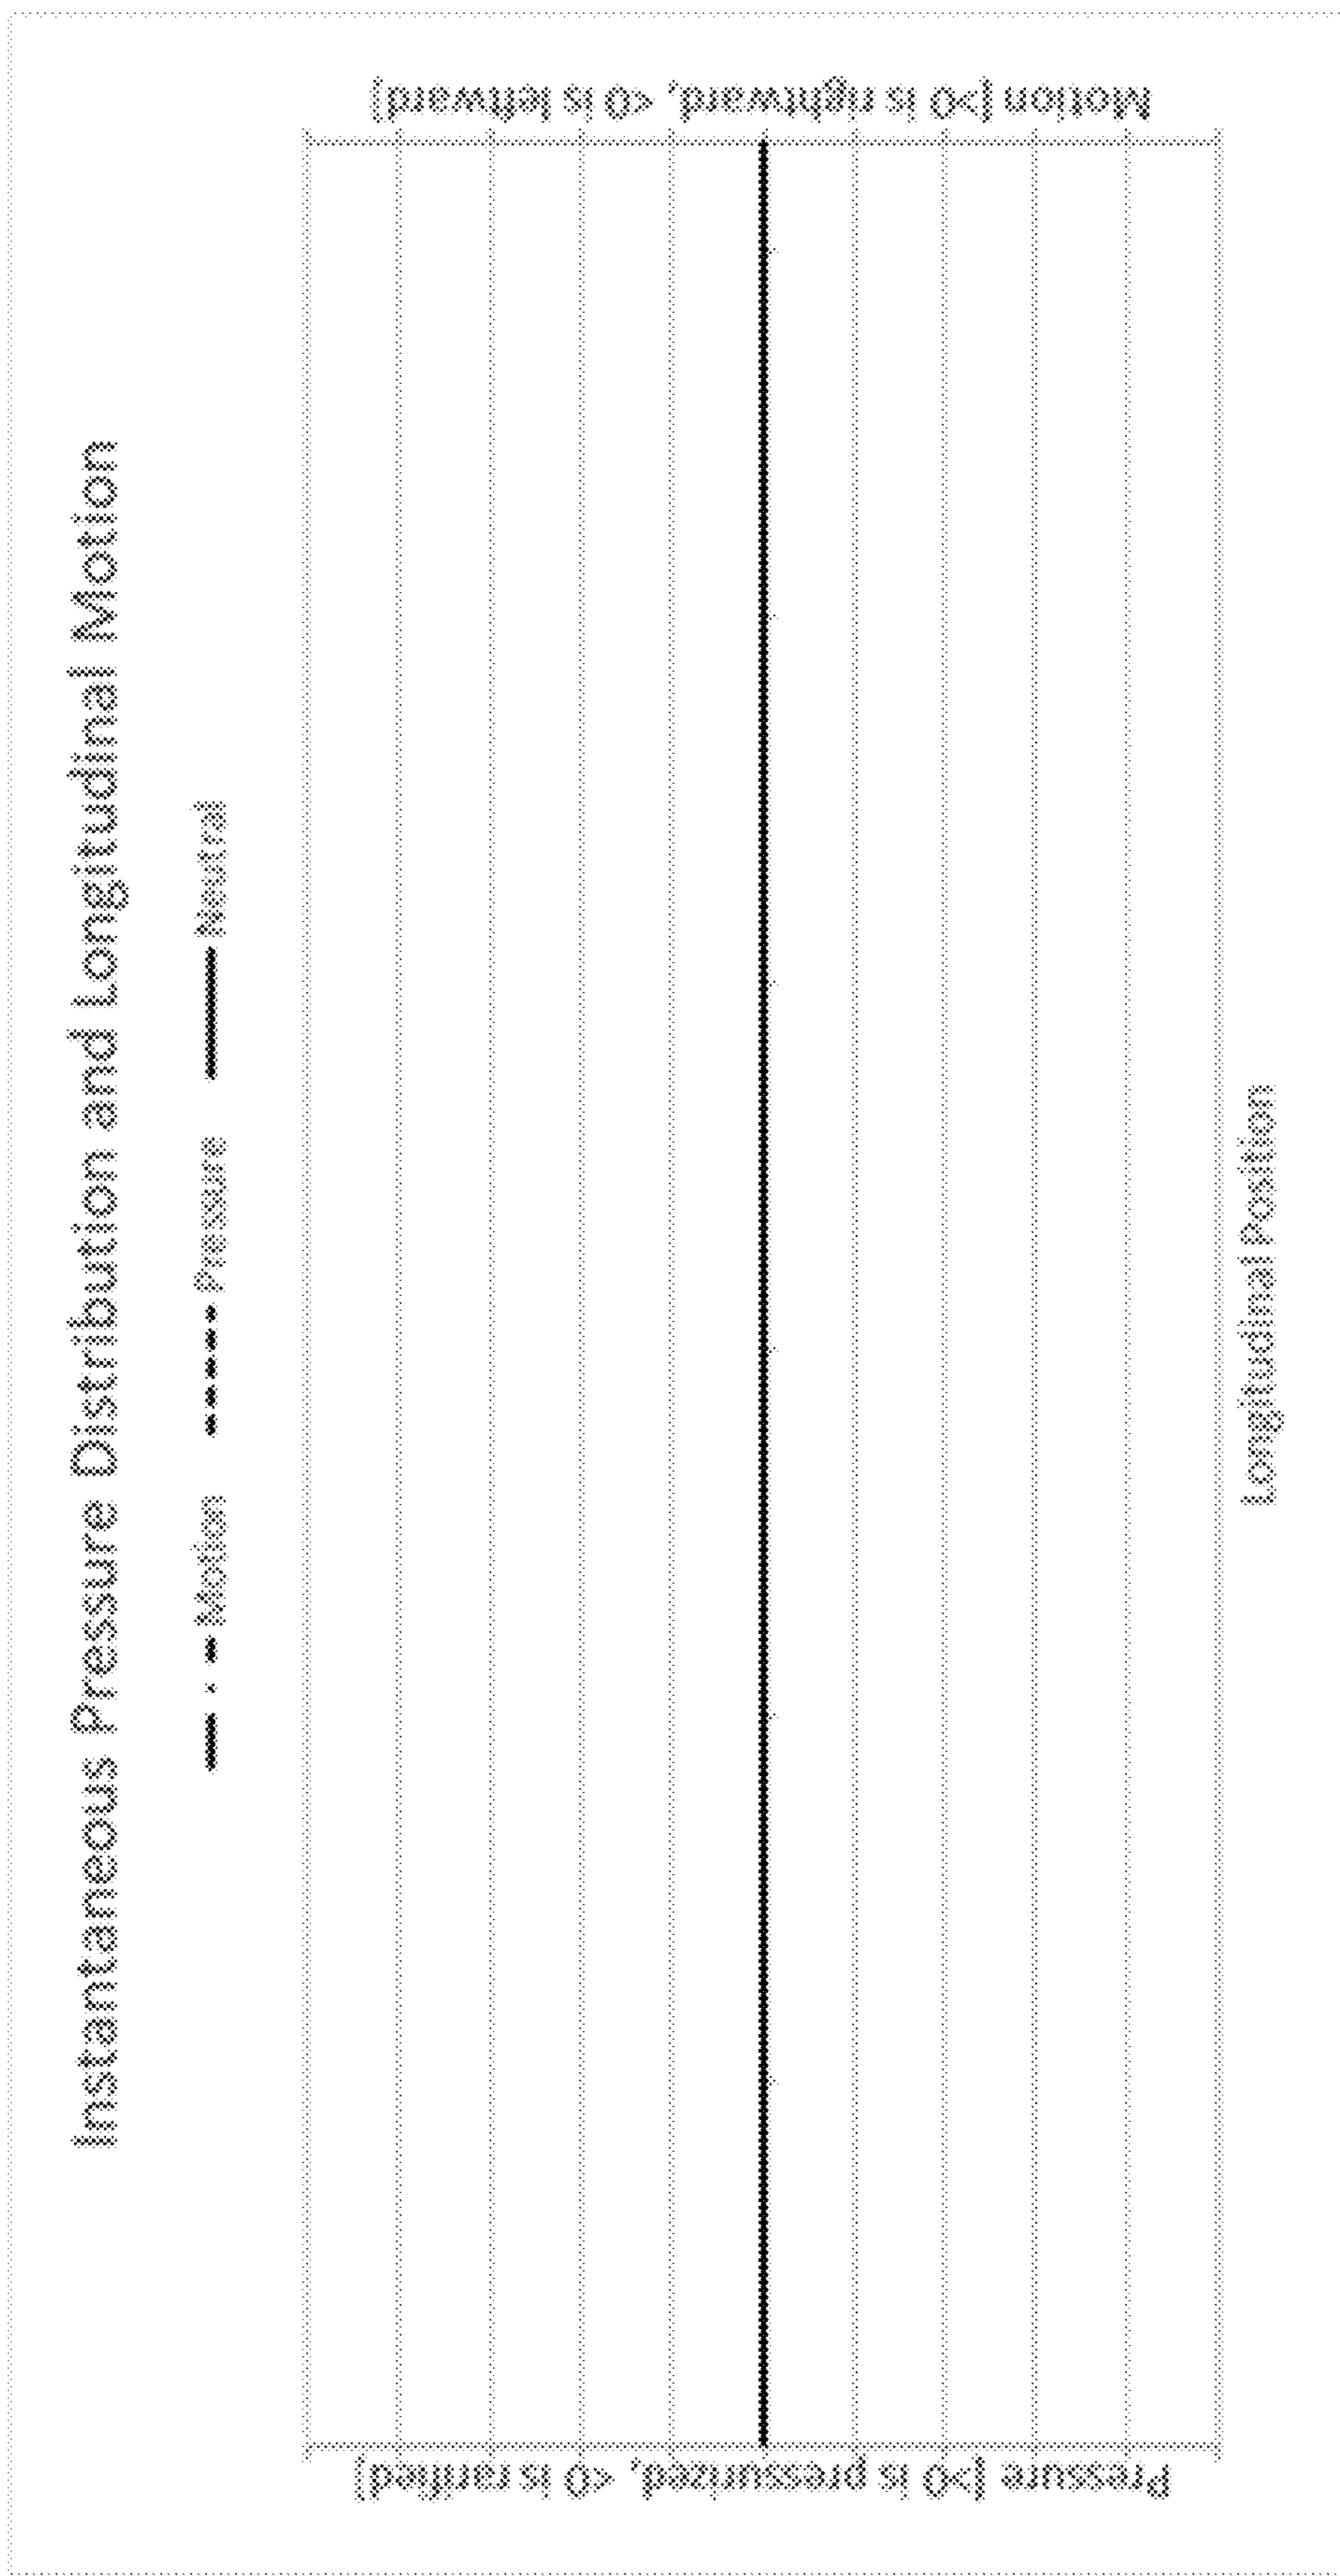 Instantaneous Pressure Distribution and Longitudinal Motion
Motion Pressure Neutral
Pressure [>0 is pressurized, <0 is rarified]
Motion [>0 is rightward, <0 is leftward]
Longitudinal Position